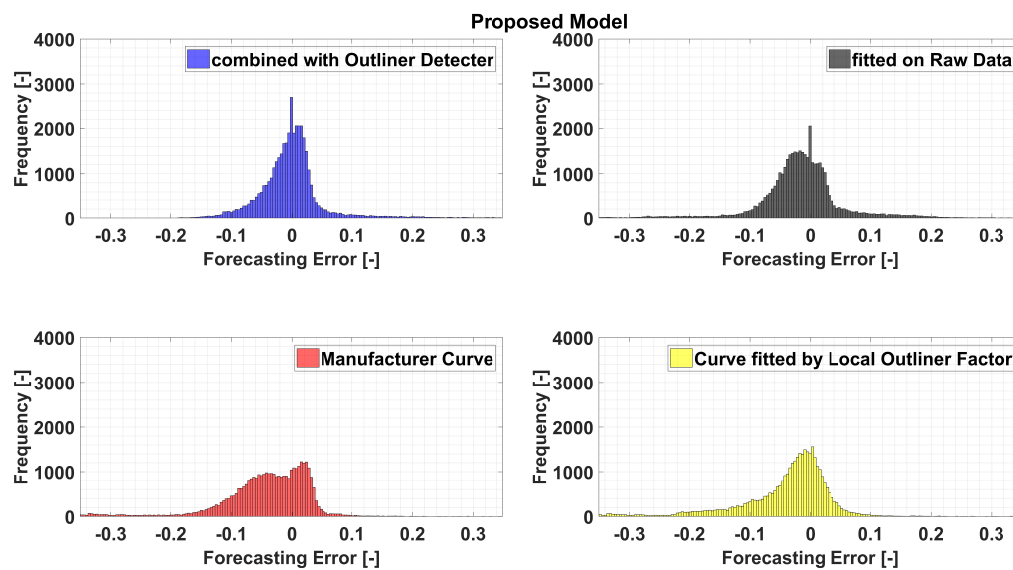 Proposed Model
4000
3000
2000
1000
0
Frequency [-]
combined with Outliner Detecter
-0.3 -0.2 -0.1 0 0.1 0.2 0.3
Forecasting Error [-]
4000
3000
2000
1000
0
Frequency [-]
fitted on Raw Data
-0.3 -0.2 -0.1 0 0.1 0.2 0.3
Forecasting Error [-]
4000
3000
2000
1000
0
Frequency [-]
Manufacturer Curve
-0.3 -0.2 -0.1 0 0.1 0.2 0.3
Forecasting Error [-]
4000
3000
2000
1000
0
Frequency [-]
Curve fitted by Local Outliner Factor
-0.3 -0.2 -0.1 0 0.1 0.2 0.3
Forecasting Error [-]